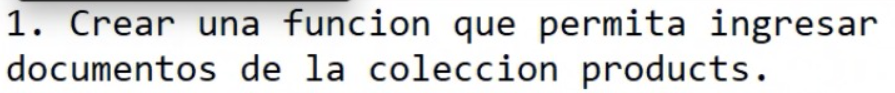 1. Crear una funcion que permita ingresar
documentos de la coleccion products.